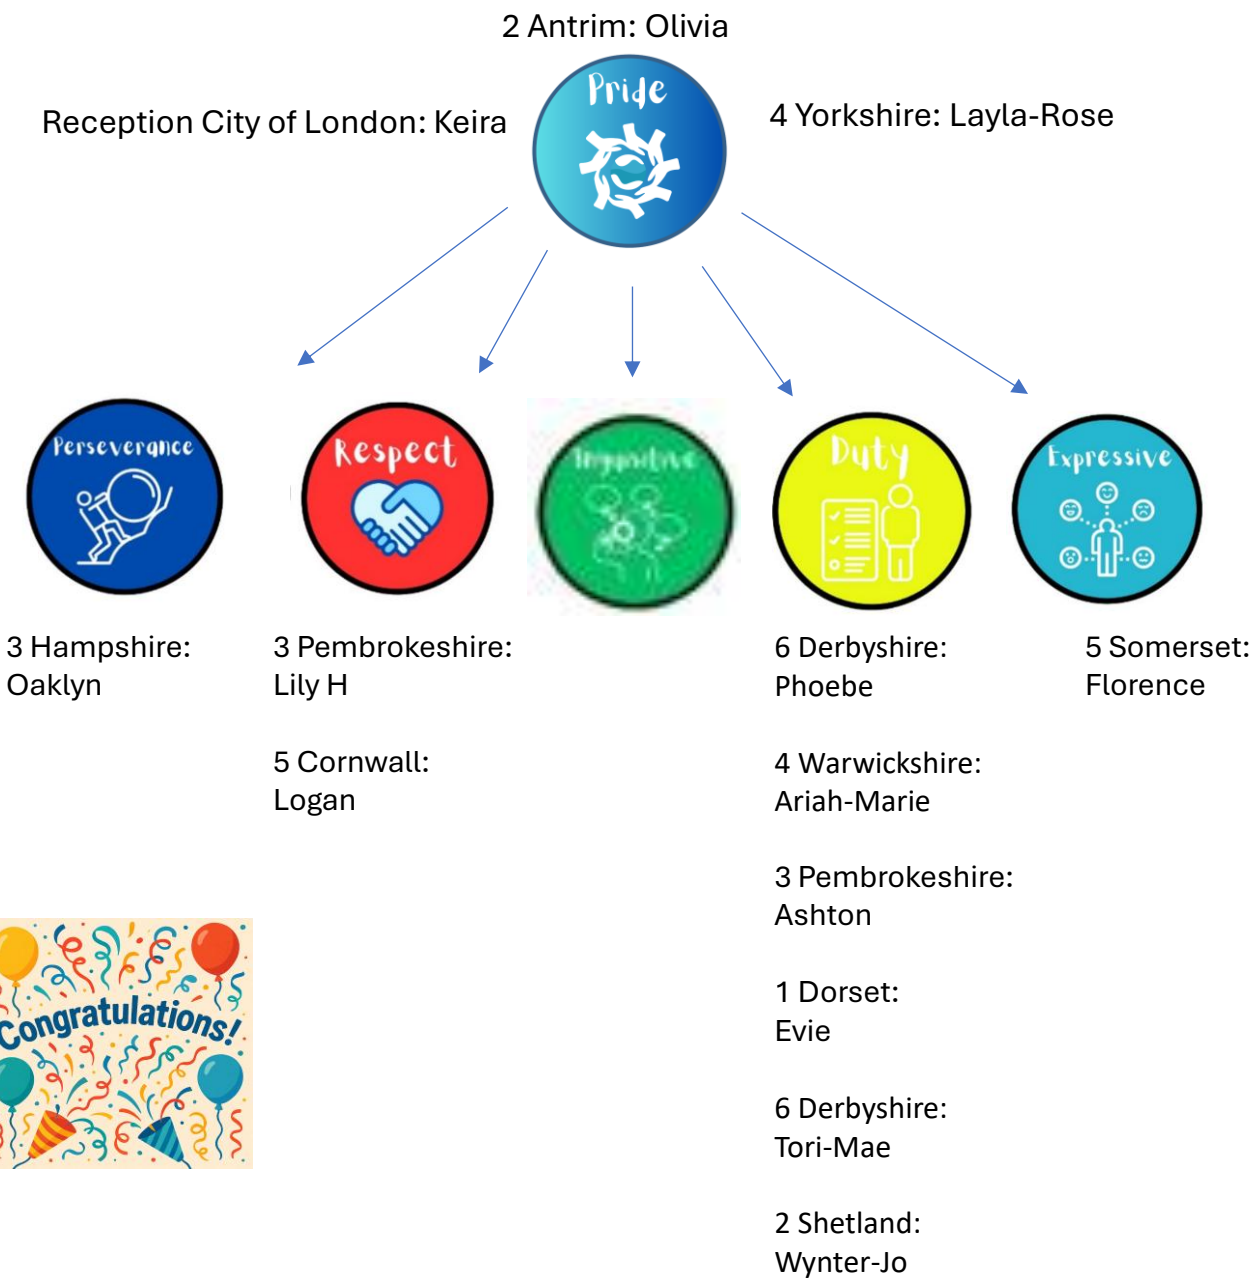 2 Antrim: Olivia
Pride
Reception City of London: Keira
4 Yorkshire: Layla-Rose
Perseverance
Respect
Duty
Expressive
3 Hampshire:
Oaklyn
3 Pembrokeshire:
Lily H
5 Cornwall:
Logan
6 Derbyshire:
Phoebe
4 Warwickshire:
Ariah-Marie
3 Pembrokeshire:
Ashton
1 Dorset:
Evie
6 Derbyshire:
Tori-Mae
2 Shetland:
Wynter-Jo
5 Somerset:
Florence
Congratulations!